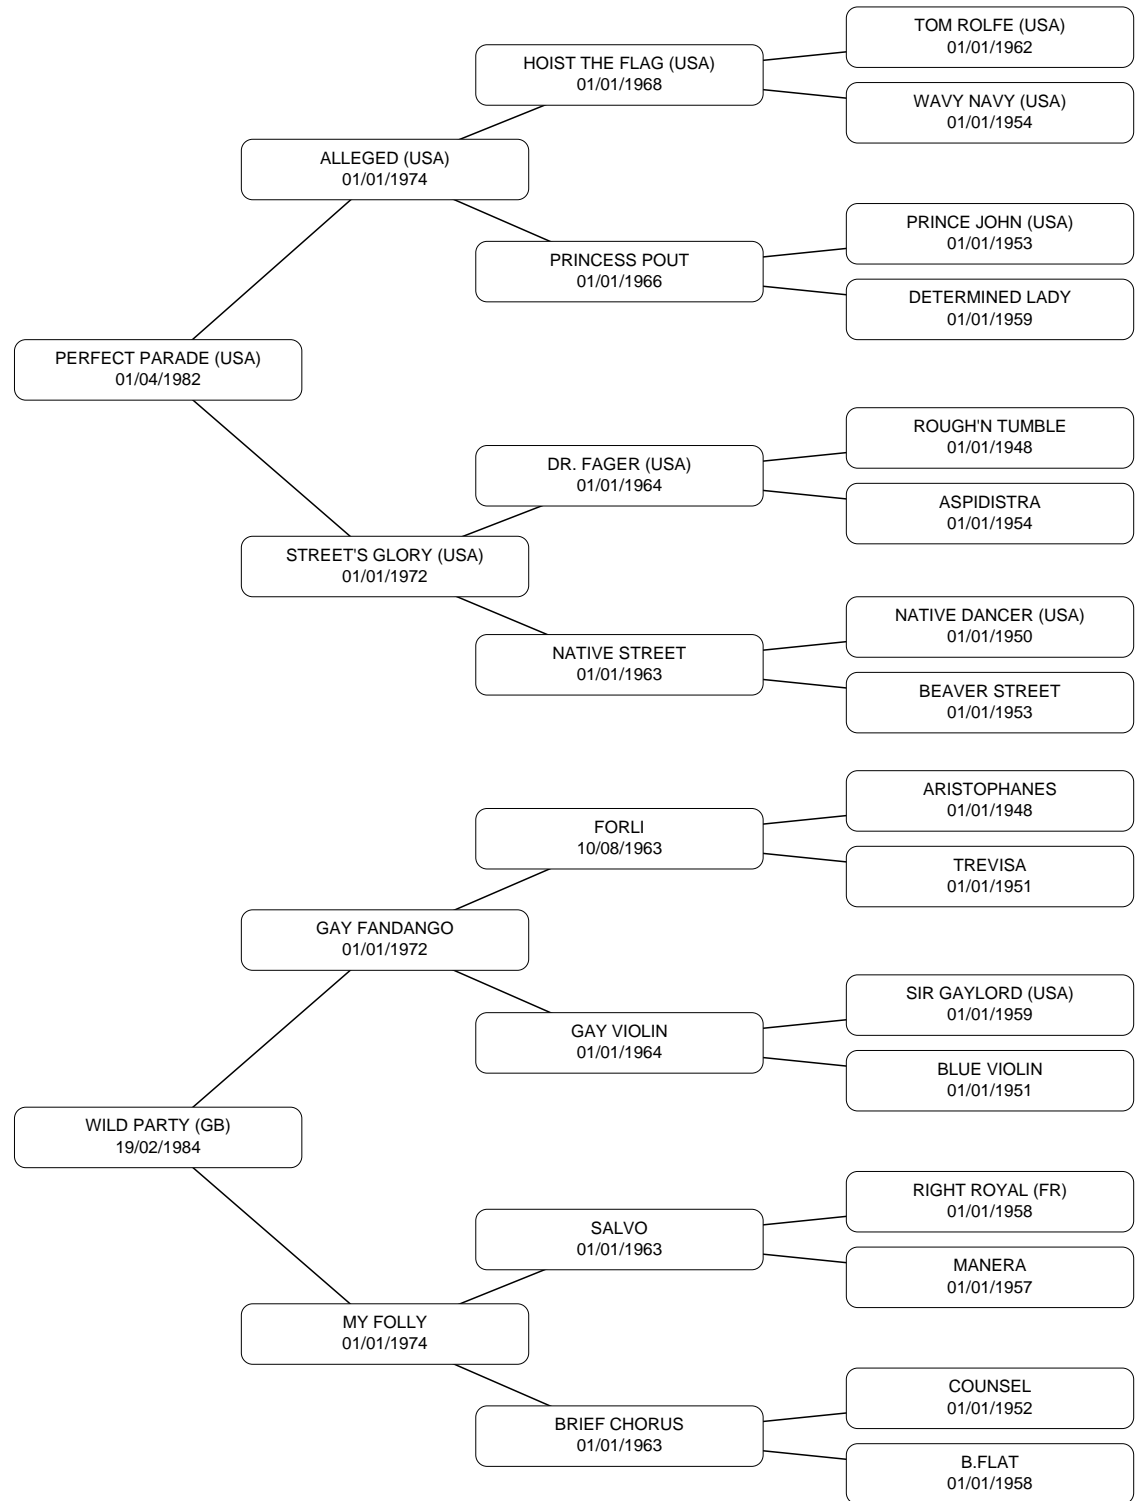 TOM ROLFE (USA)
01/01/1962
HOIST THE FLAG (USA)
01/01/1968
WAVY NAVY (USA)
01/01/1954
ALLEGED (USA)
01/01/1974
PRINCE JOHN (USA)
01/01/1953
PRINCESS POUT
01/01/1966
DETERMINED LADY
01/01/1959
PERFECT PARADE (USA)
01/04/1982
ROUGH'N TUMBLE
01/01/1948
DR. FAGER (USA)
01/01/1964
ASPIDISTRA
01/01/1954
STREET'S GLORY (USA)
01/01/1972
NATIVE DANCER (USA)
01/01/1950
NATIVE STREET
01/01/1963
BEAVER STREET
01/01/1953
ARISTOPHANES
01/01/1948
FORLI
10/08/1963
TREVISA
01/01/1951
GAY FANDANGO
01/01/1972
SIR GAYLORD (USA)
01/01/1959
GAY VIOLIN
01/01/1964
BLUE VIOLIN
01/01/1951
WILD PARTY (GB)
19/02/1984
RIGHT ROYAL (FR)
01/01/1958
SALVO
01/01/1963
MANERA
01/01/1957
MY FOLLY
01/01/1974
COUNSEL
01/01/1952
BRIEF CHORUS
01/01/1963
B.FLAT
01/01/1958